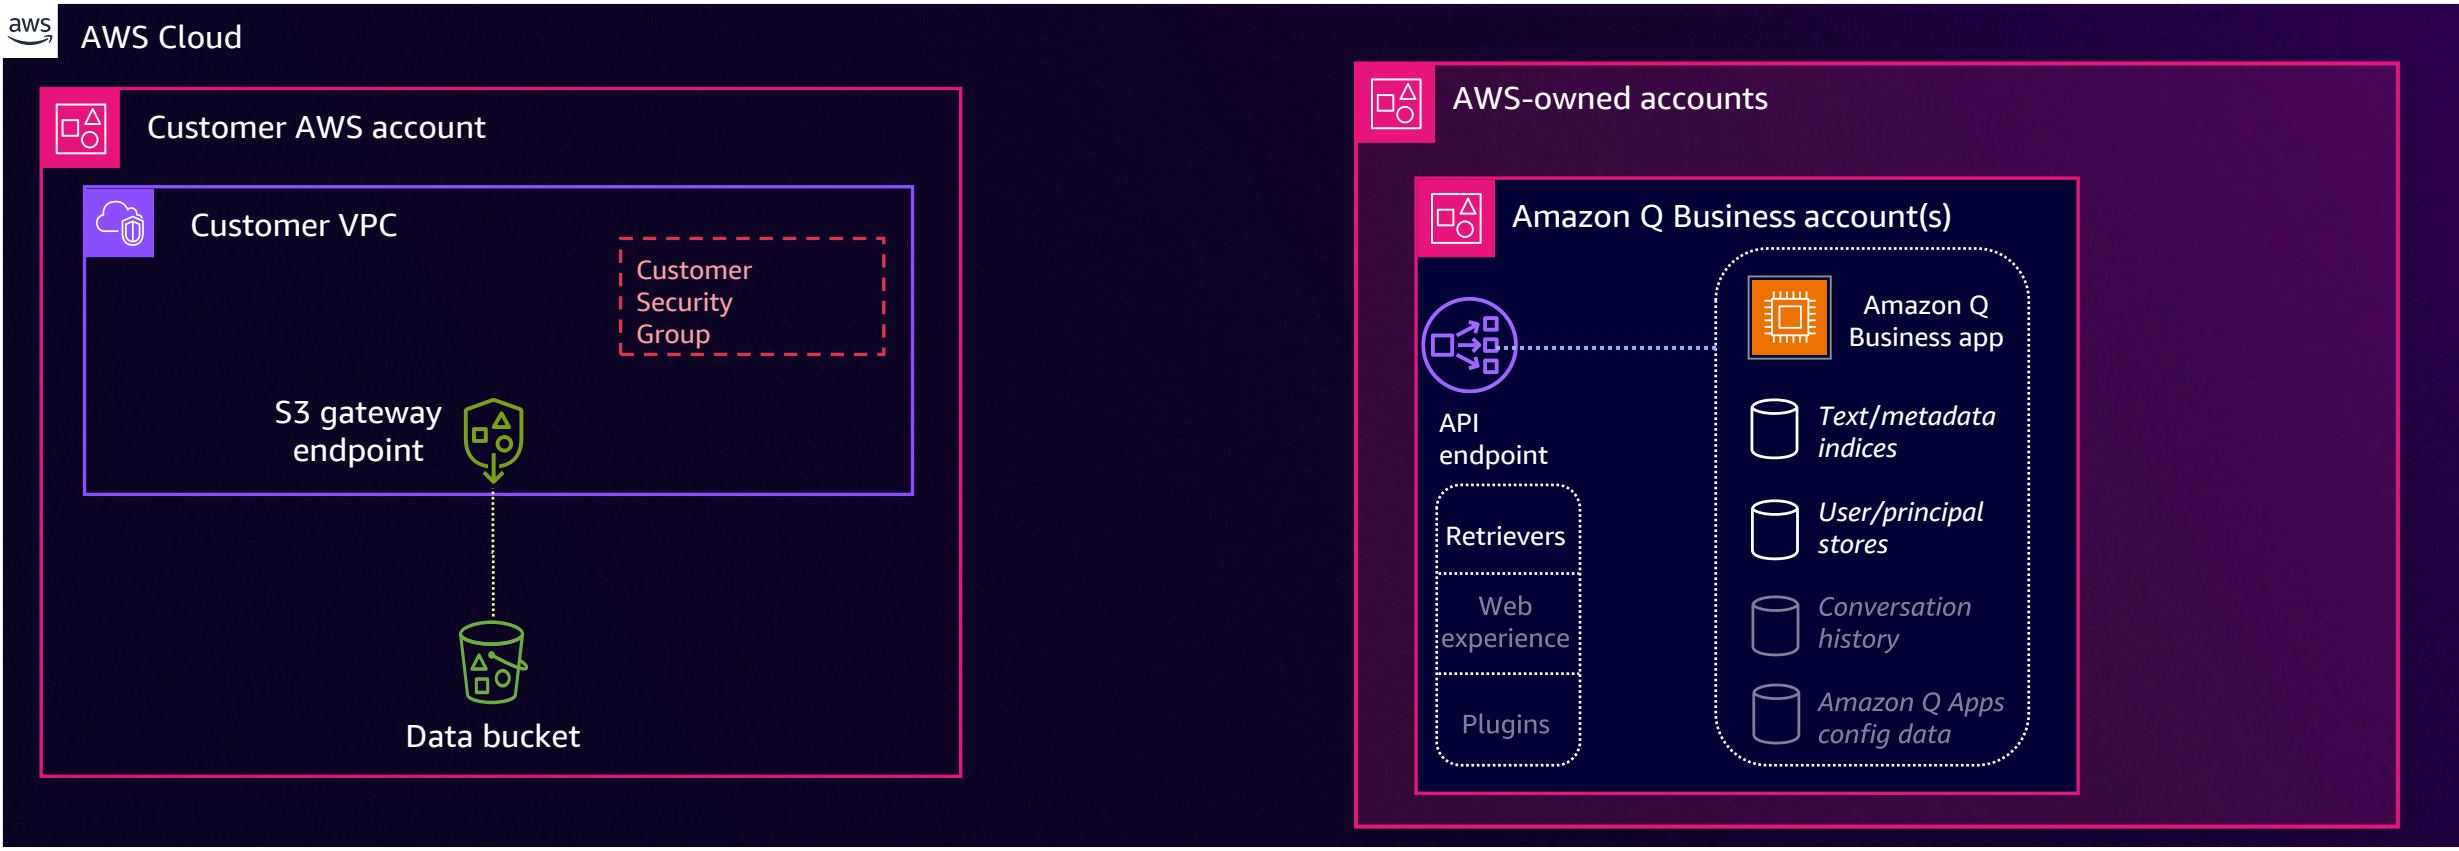 aws
AWS Cloud
Customer AWS account
Customer VPC
Customer
Security
Group
S3 gateway
endpoint
Data bucket
AWS-owned accounts
Amazon Q Business account(s)
API
endpoint
Retrievers
Web
experience
Plugins
Amazon Q
Business app
Text/metadata
indices
User/principal
stores
Conversation
history
Amazon Q Apps
config data